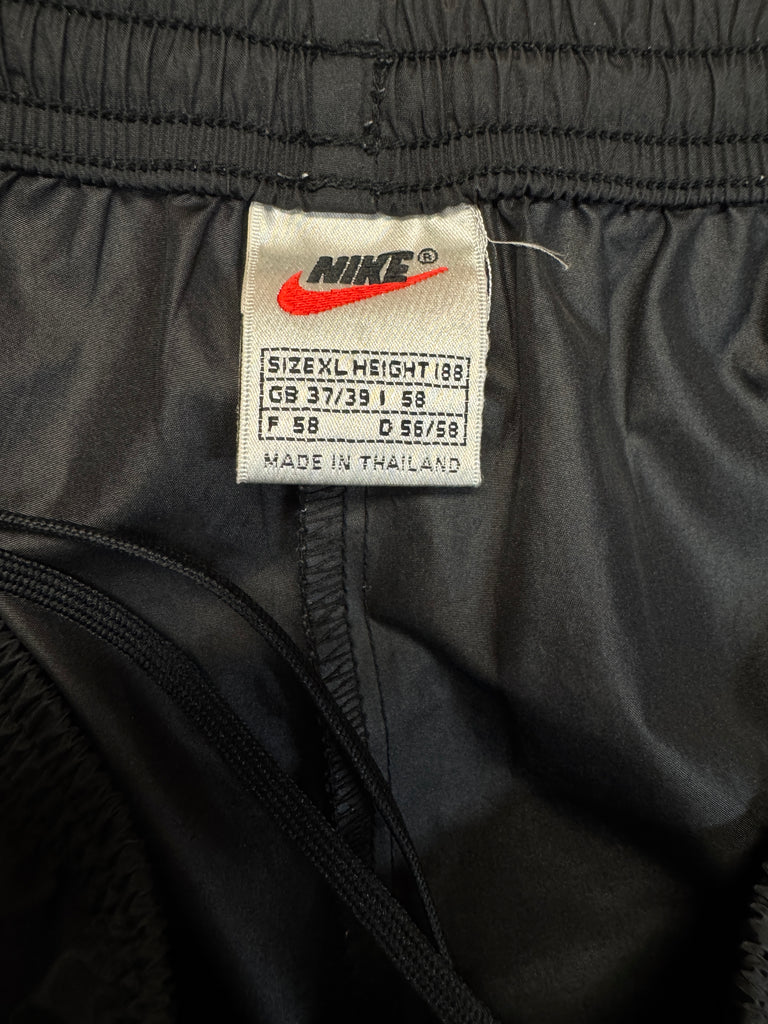 NIKE®
SIZE XL HEIGHT 188
GB 37/39 I 58
F 58 D 56/58
MADE IN THAILAND